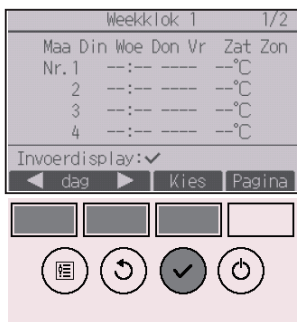 Weekklok 1 1/2
Maa Din Woe Don Vr Zat Zon
Nr. 1 --:-- ---- --°C
2 --:-- ---- --°C
3 --:-- ---- --°C
4 --:-- ---- --°C
Invoerdisplay:✓
◀ dag ▶ Kies Pagina